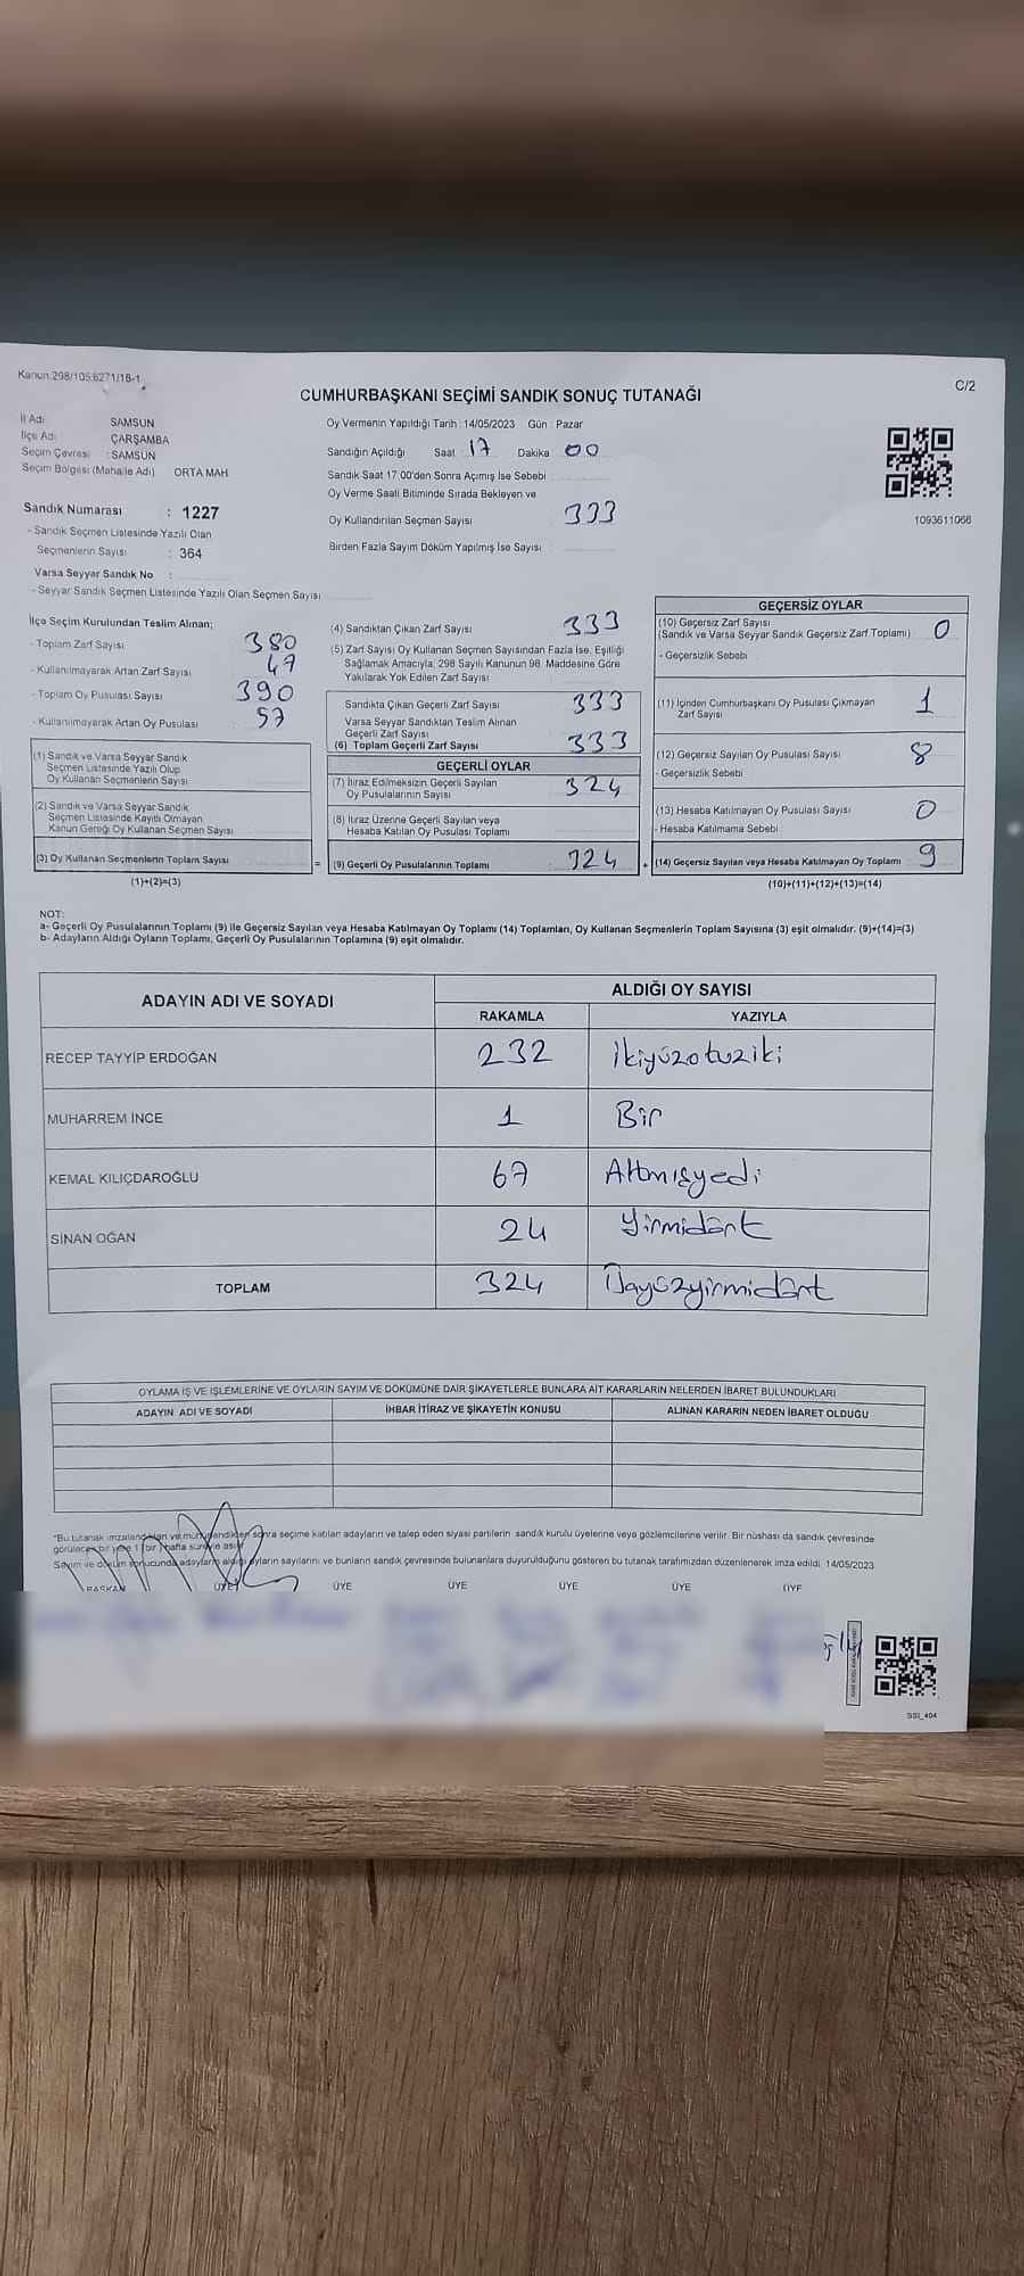 Kanun 298/105 6271/18-1
C/2
CUMHURBAŞKANI SEÇİMİ SANDIK SONUÇ TUTANAĞI
İl Adı SAMSUN
İlçe Adı ÇARŞAMBA
Seçim Çevresi : SAMSUN
Seçim Bölgesi (Mahalle Adı) ORTA MAH
Sandık Numarası : 1227
- Sandık Seçmen Listesinde Yazılı Olan
Seçmenlerin Sayısı : 364
Varsa Seyyar Sandık No :
- Seyyar Sandık Seçmen Listesinde Yazılı Olan Seçmen Sayısı
Oy Vermenin Yapıldığı Tarih : 14/05/2023 Gün : Pazar
Sandığın Açıldığı Saat 17 Dakika 00
Sandık Saat 17:00'den Sonra Açımış İse Sebebi
Oy Verme Saati Bitiminde Sırada Bekleyen ve
Oy Kullandırılan Seçmen Sayısı 333
Birden Fazla Sayım Döküm Yapılmış İse Sayısı
1093611066
İlçe Seçim Kurulundan Teslim Alınan;
- Toplam Zarf Sayısı 380
- Kullanılmayarak Artan Zarf Sayısı 47
- Toplam Oy Pusulası Sayısı 390
- Kullanılmayarak Artan Oy Pusulası 57
(1) Sandık ve Varsa Seyyar Sandık
Seçmen Listesinde Yazılı Olup
Oy Kullanan Seçmenlerin Sayısı
(2) Sandık ve Varsa Seyyar Sandık
Seçmen Listesinde Kayıtlı Olmayan
Kanun Gereği Oy Kullanan Seçmen Sayısı
(3) Oy Kullanan Seçmenlerin Toplam Sayısı =
(1)+(2)=(3)
(4) Sandıktan Çıkan Zarf Sayısı 333
(5) Zarf Sayısı Oy Kullanan Seçmen Sayısından Fazla İse, Eşitliği
Sağlamak Amacıyla, 298 Sayılı Kanunun 98. Maddesine Göre
Yakılarak Yok Edilen Zarf Sayısı
Sandıkta Çıkan Geçerli Zarf Sayısı 333
Varsa Seyyar Sandıktan Teslim Alınan
Geçerli Zarf Sayısı
(6) Toplam Geçerli Zarf Sayısı 333
GEÇERLİ OYLAR
(7) İtiraz Edilmeksizin Geçerli Sayılan
Oy Pusulalarının Sayısı 324
(8) İtiraz Üzerine Geçerli Sayılan veya
Hesaba Katılan Oy Pusulası Toplamı
(9) Geçerli Oy Pusulalarının Toplamı 324 +
GEÇERSİZ OYLAR
(10) Geçersiz Zarf Sayısı
(Sandık ve Varsa Seyyar Sandık Geçersiz Zarf Toplamı) 0
- Geçersizlik Sebebi
(11) İçinden Cumhurbaşkanı Oy Pusulası Çıkmayan
Zarf Sayısı 1
(12) Geçersiz Sayılan Oy Pusulası Sayısı 8
- Geçersizlik Sebebi
(13) Hesaba Katılmayan Oy Pusulası Sayısı 0
- Hesaba Katılmama Sebebi
(14) Geçersiz Sayılan veya Hesaba Katılmayan Oy Toplamı 9
(10)+(11)+(12)+(13)=(14)
NOT:
a- Geçerli Oy Pusulalarının Toplamı (9) ile Geçersiz Sayılan veya Hesaba Katılmayan Oy Toplamı (14) Toplamları, Oy Kullanan Seçmenlerin Toplam Sayısına (3) eşit olmalıdır. (9)+(14)=(3)
b- Adayların Aldığı Oyların Toplamı, Geçerli Oy Pusulalarının Toplamına (9) eşit olmalıdır.
ADAYIN ADI VE SOYADI ALDIĞI OY SAYISI
RAKAMLA YAZIYLA
RECEP TAYYİP ERDOĞAN 232 İkiyüzotuziki
MUHARREM İNCE 1 Bir
KEMAL KILIÇDAROĞLU 67 Altmışyedi
SİNAN OĞAN 24 Yirmidört
TOPLAM 324 Üçyüzyirmidört
OYLAMA İŞ VE İŞLEMLERİNE VE OYLARIN SAYIM VE DÖKÜMÜNE DAİR ŞİKAYETLERLE BUNLARA AİT KARARLARIN NELERDEN İBARET BULUNDUKLARI
ADAYIN ADI VE SOYADI İHBAR İTİRAZ VE ŞİKAYETİN KONUSU ALINAN KARARIN NEDEN İBARET OLDUĞU
*Bu tutanak imzalandıktan ve mühürlendikten sonra seçime katılan adayların ve talep eden siyasi partilerin sandık kurulu üyelerine veya gözlemcilerine verilir. Bir nüshası da sandık çevresinde
görülecek bir yere 1 (bir) hafta süreyle asılır
Sayım ve döküm sonucunda adayların aldığı oyların sayılarını ve bunların sandık çevresinde bulunanlara duyurulduğunu gösteren bu tutanak tarafımızdan düzenlenerek imza edildi. 14/05/2023
BAŞKAN ÜYE ÜYE ÜYE ÜYE ÜYE ÜYE
SSI_404